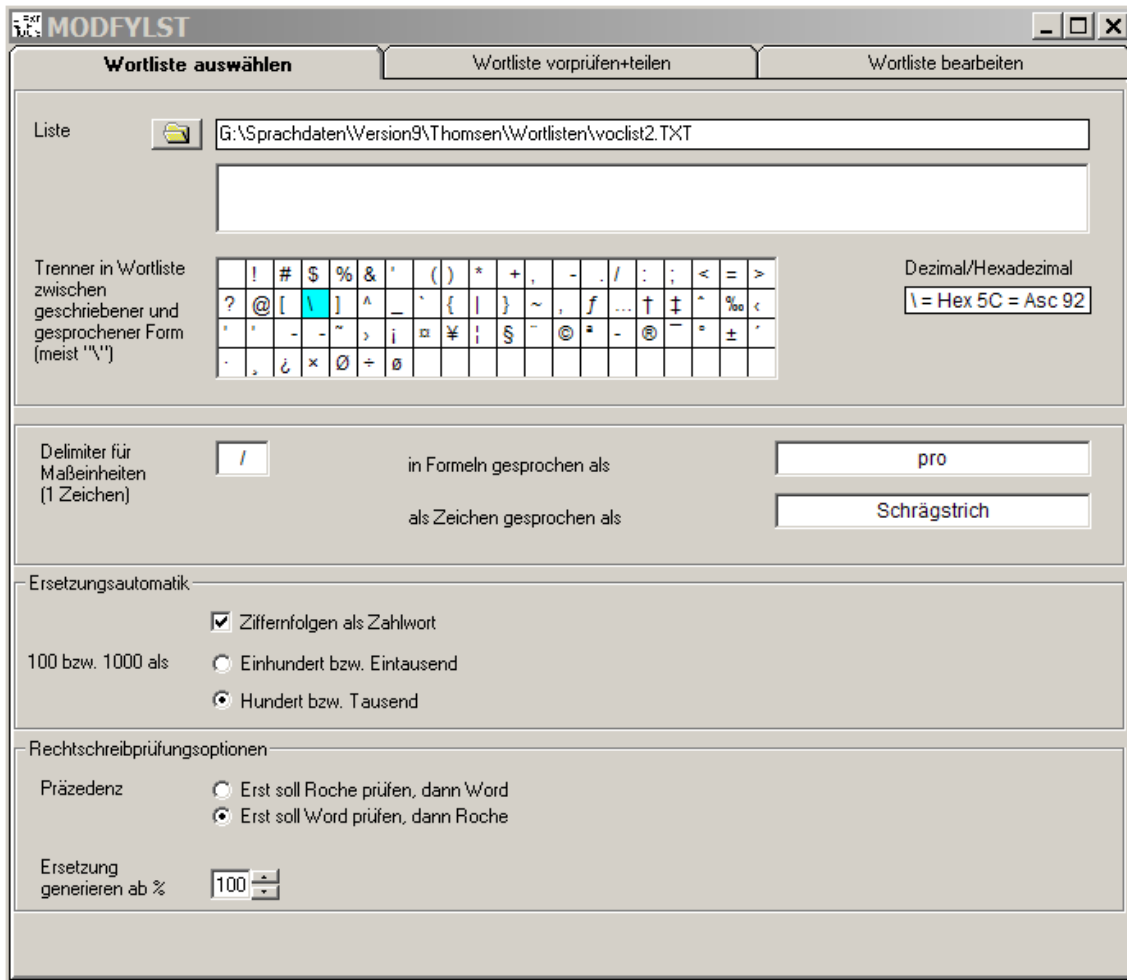 MODFYLST
Wortliste auswählen Wortliste vorprüfen+teilen Wortliste bearbeiten
Liste G:\Sprachdaten\Version9\Thomsen\Wortlisten\voclist2.TXT
Trenner in Wortliste
zwischen
geschriebener und
gesprochener Form
(meist "\")
! # $ % & ' ( ) * + , - . / : ; < = >
? @ [ \ ] ^ _ ` { | } ~ , ƒ … † ‡ ˆ ‰ ‹
' ' - - ~ › ¡ ¤ ¥ ¦ § ¨ © ª - ® ¯ ° ± ´
· ¸ ¿ × Ø ÷ ø
Dezimal/Hexadezimal
\ = Hex 5C = Asc 92
Delimiter für
Maßeinheiten
(1 Zeichen)
/
in Formeln gesprochen als pro
als Zeichen gesprochen als Schrägstrich
Ersetzungsautomatik
Ziffernfolgen als Zahlwort
100 bzw. 1000 als Einhundert bzw. Eintausend
Hundert bzw. Tausend
Rechtschreibprüfungsoptionen
Präzedenz Erst soll Roche prüfen, dann Word
Erst soll Word prüfen, dann Roche
Ersetzung
generieren ab % 100